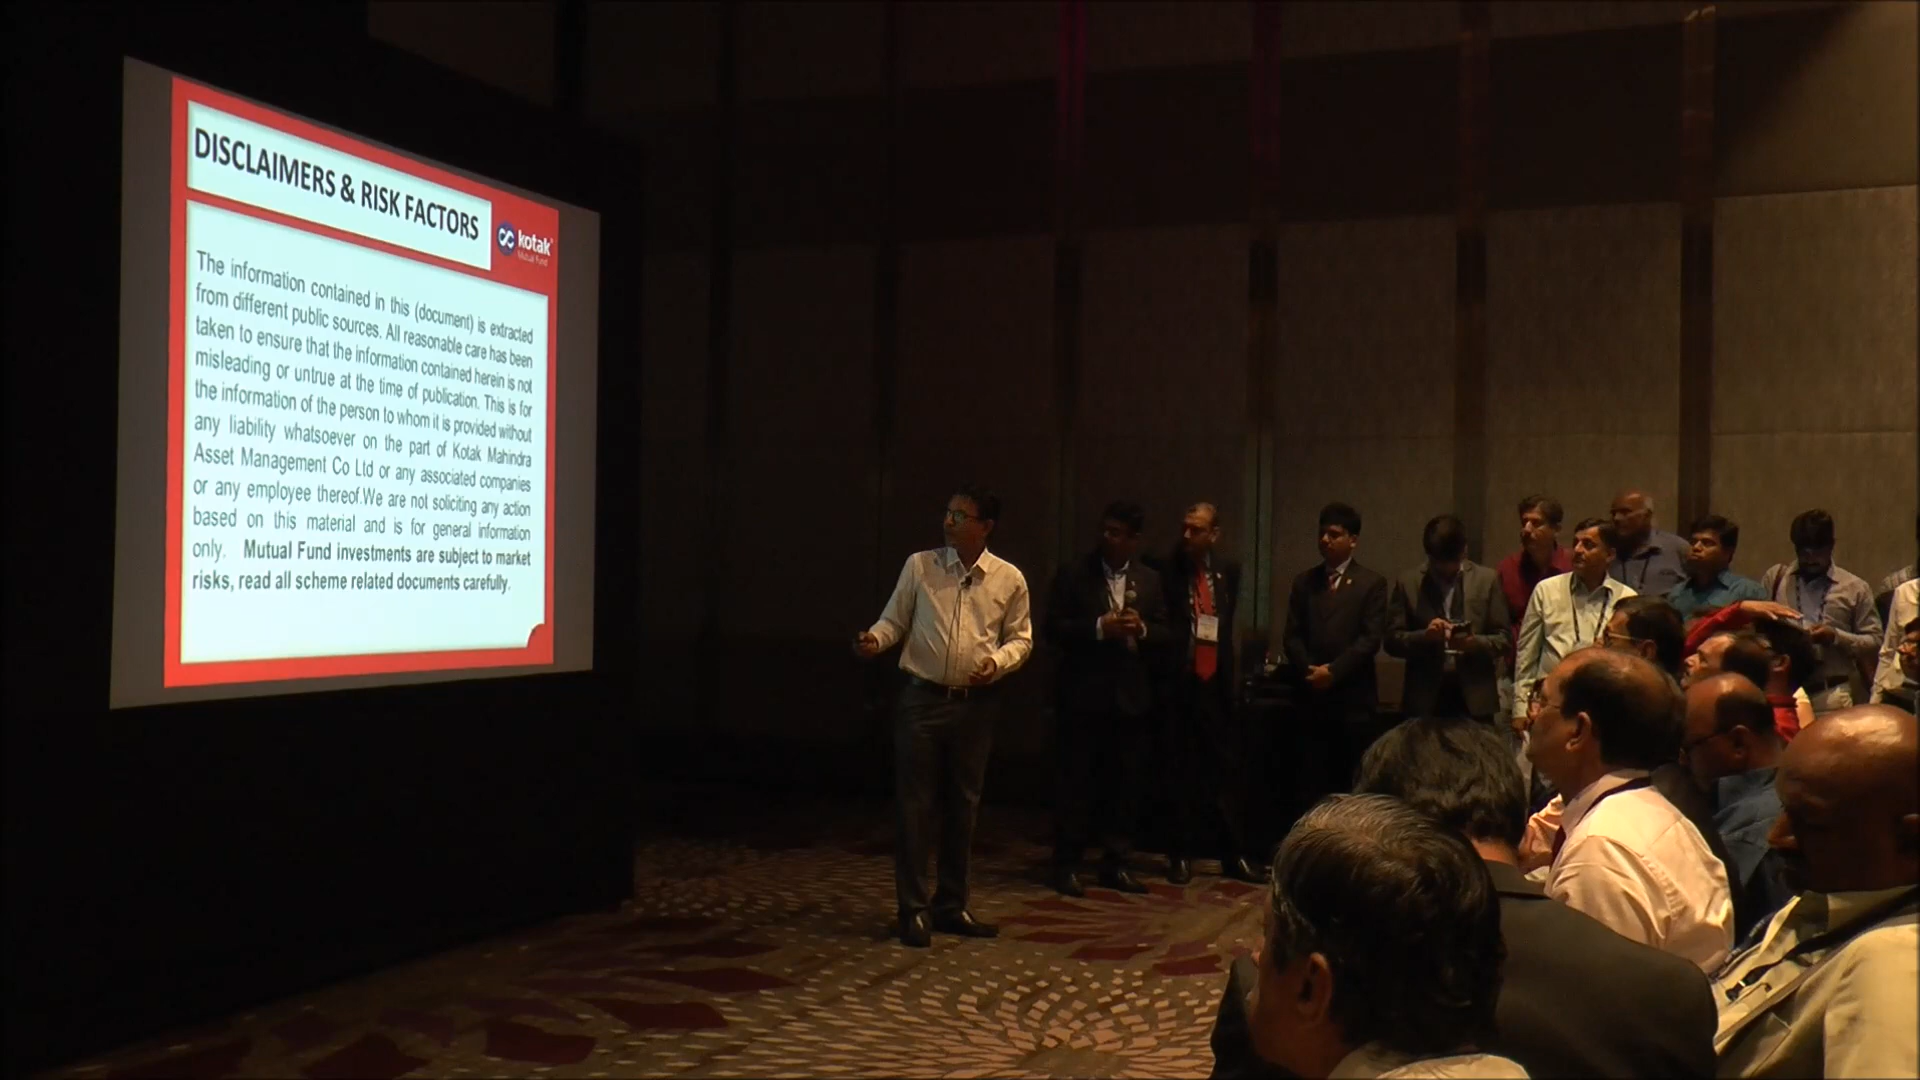 DISCLAIMERS & RISK FACTORS
kotak
Mutual Fund
The information contained in this (document) is extracted
from different public sources. All reasonable care has been
taken to ensure that the information contained herein is not
misleading or untrue at the time of publication. This is for
the information of the person to whom it is provided without
any liability whatsoever on the part of Kotak Mahindra
Asset Management Co Ltd or any associated companies
or any employee thereof.We are not soliciting any action
based on this material and is for general information
only. Mutual Fund investments are subject to market
risks, read all scheme related documents carefully.